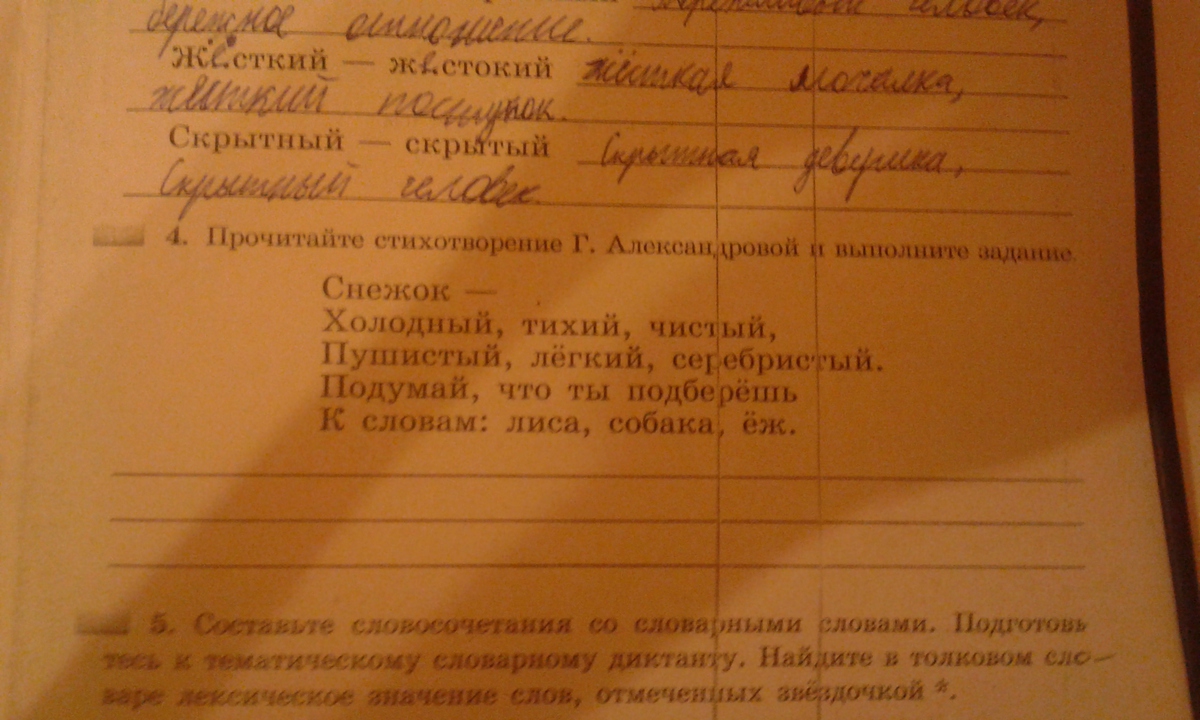 бережное отношение.
Жёсткий — жестокий жёсткая мочалка,
жёсткий поступок.
Скрытный — скрытый Скрытная девушка,
Скрытный человек.
4. Прочитайте стихотворение Г. Александровой и выполните задание.
Снежок —
Холодный, тихий, чистый,
Пушистый, лёгкий, серебристый.
Подумай, что ты подберёшь
К словам: лиса, собака, ёж.
5. Составьте словосочетания со словарными словами. Подготовь
тесь к тематическому словарному диктанту. Найдите в толковом сло-
варе лексическое значение слов, отмеченных звёздочкой *.